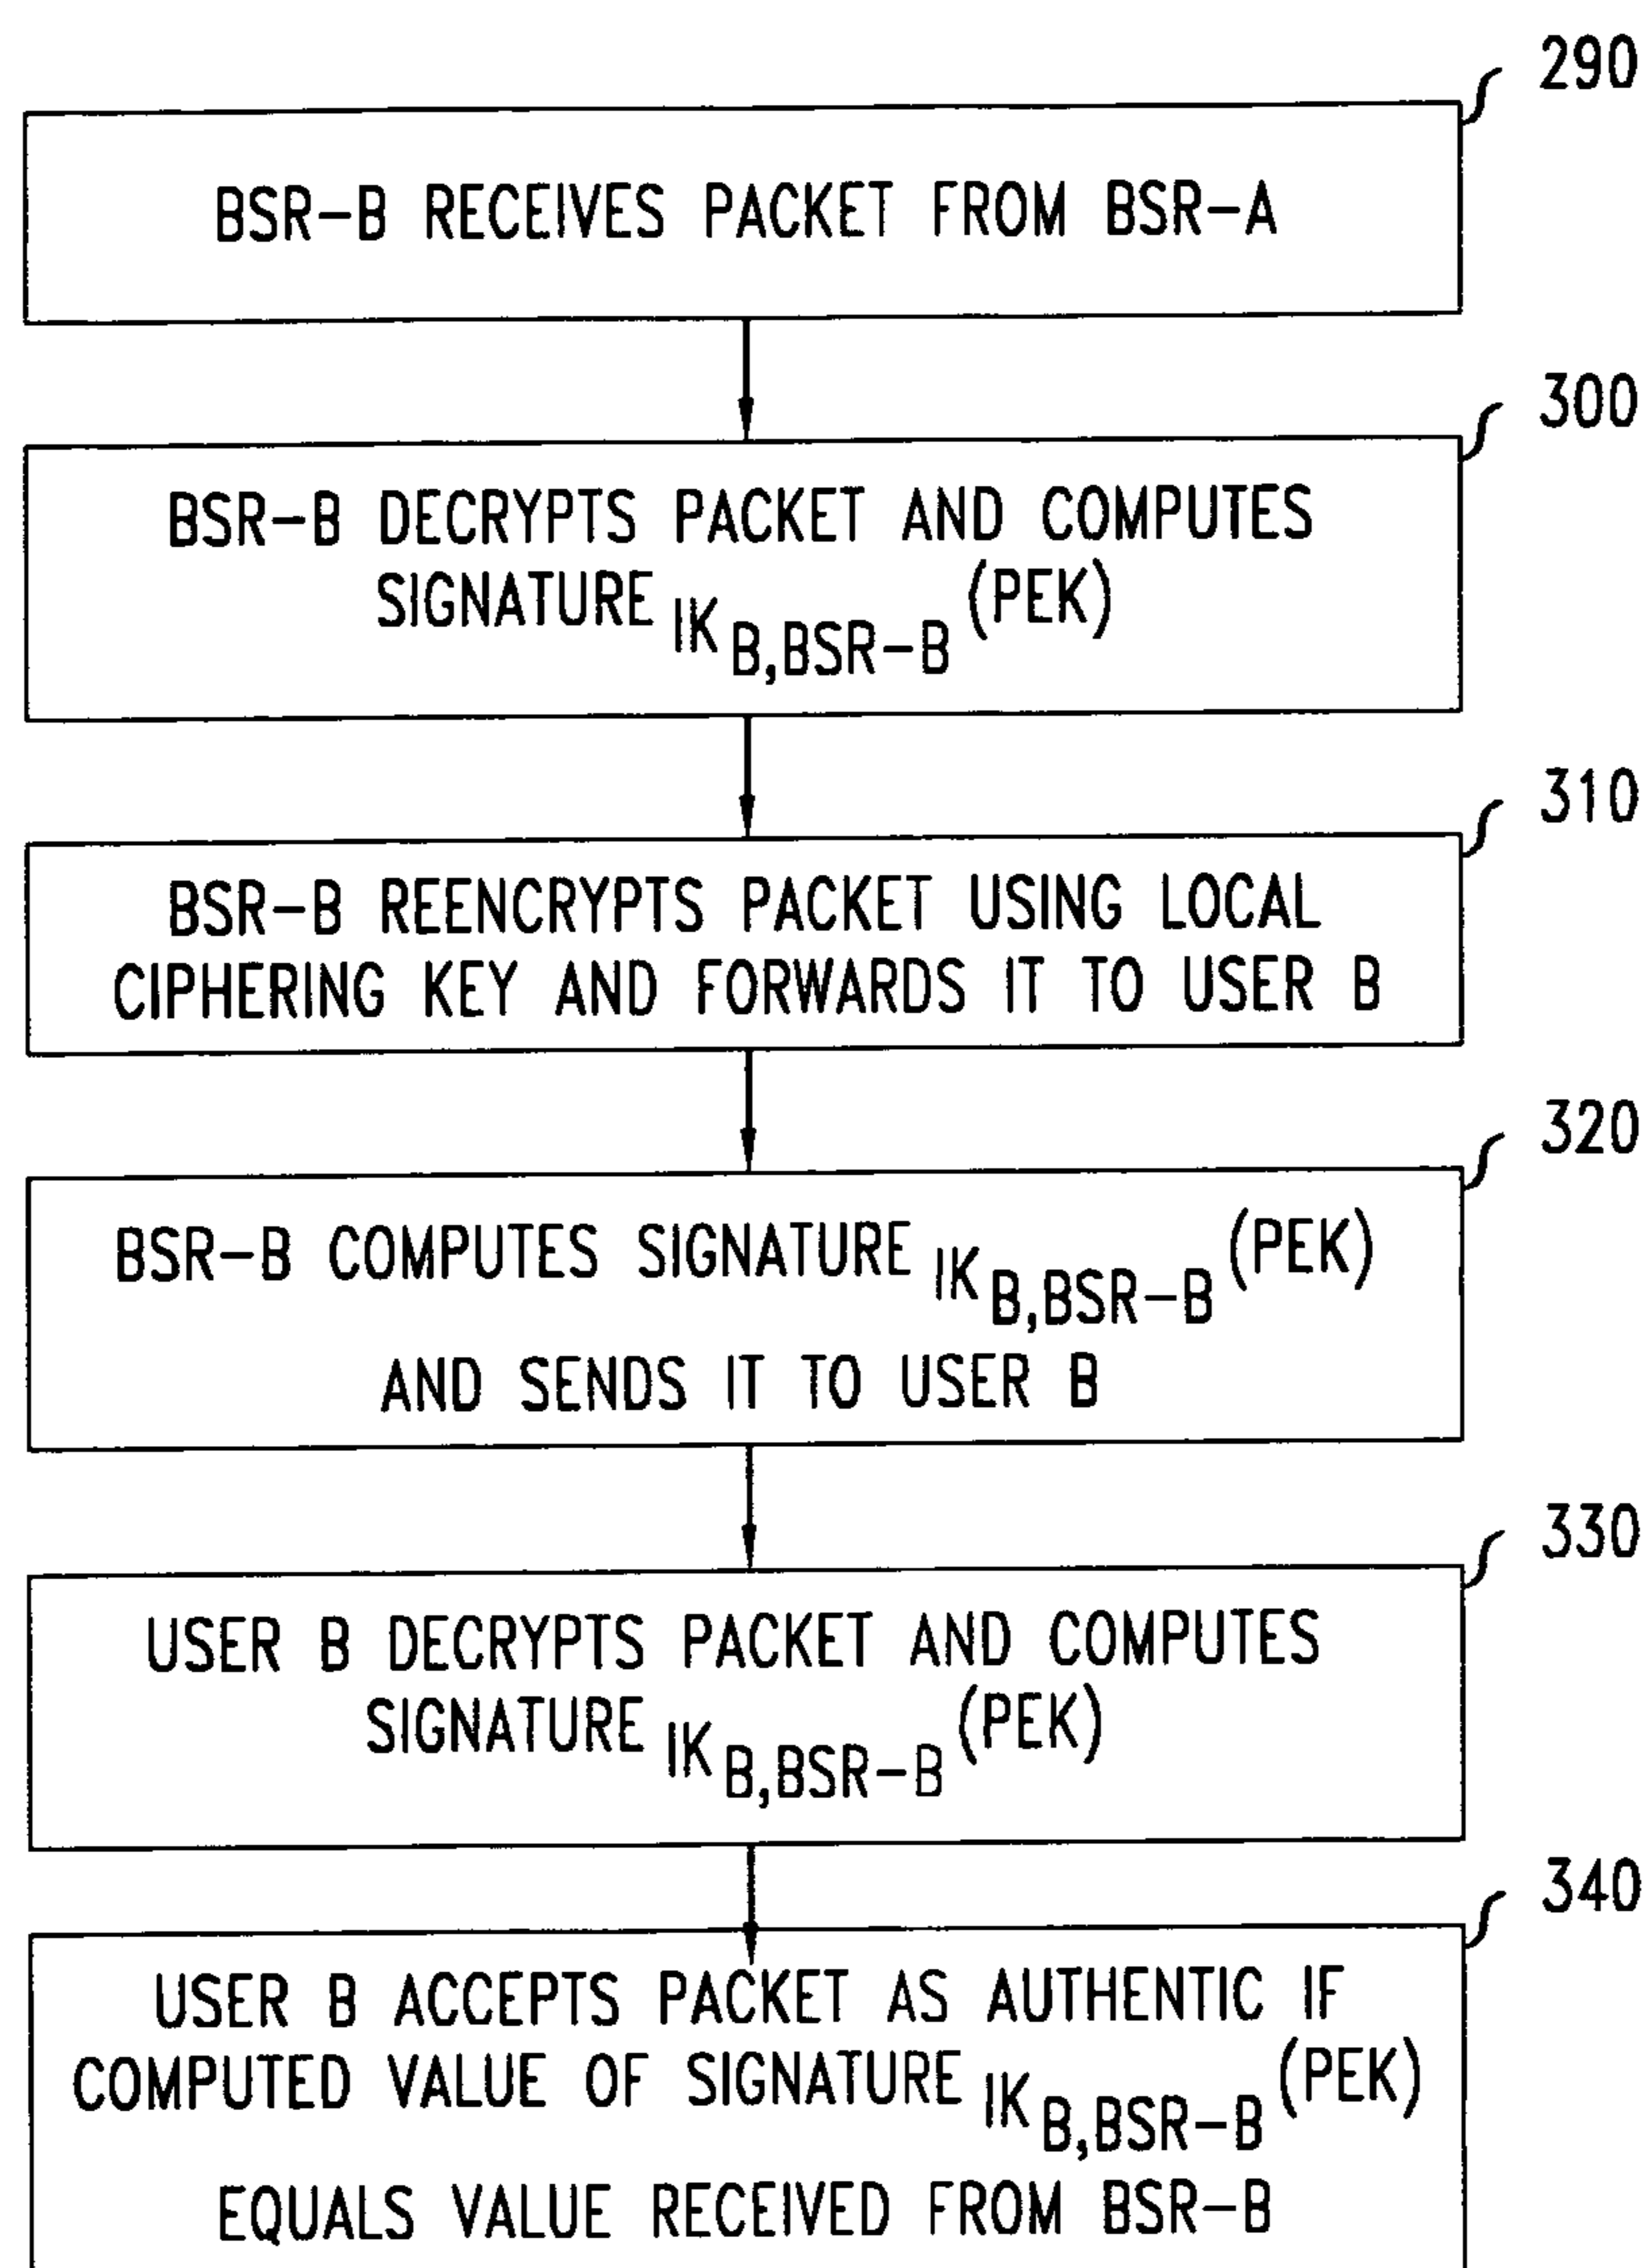 290
BSR-B RECEIVES PACKET FROM BSR-A
300
BSR-B DECRYPTS PACKET AND COMPUTES
SIGNATURE IK B,BSR-B (PEK)
310
BSR-B REENCRYPTS PACKET USING LOCAL
CIPHERING KEY AND FORWARDS IT TO USER B
320
BSR-B COMPUTES SIGNATURE IK B,BSR-B (PEK)
AND SENDS IT TO USER B
330
USER B DECRYPTS PACKET AND COMPUTES
SIGNATURE IK B,BSR-B (PEK)
340
USER B ACCEPTS PACKET AS AUTHENTIC IF
COMPUTED VALUE OF SIGNATURE IK B,BSR-B (PEK)
EQUALS VALUE RECEIVED FROM BSR-B